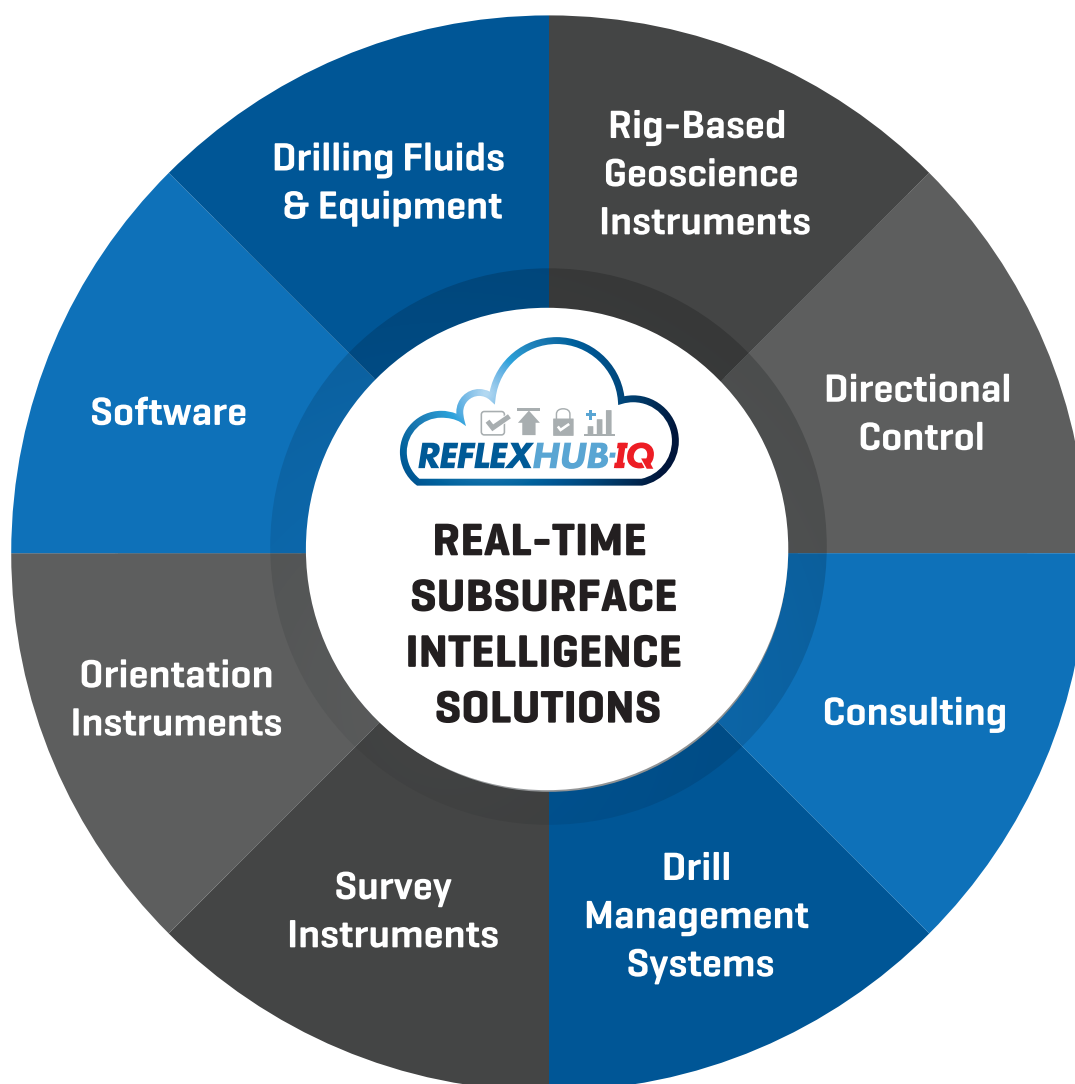 Drilling Fluids
& Equipment
Rig-Based
Geoscience
Instruments
Software
Directional
Control
REFLEXHUB-IQ
REAL-TIME
SUBSURFACE
INTELLIGENCE
SOLUTIONS
Orientation
Instruments
Consulting
Survey
Instruments
Drill
Management
Systems